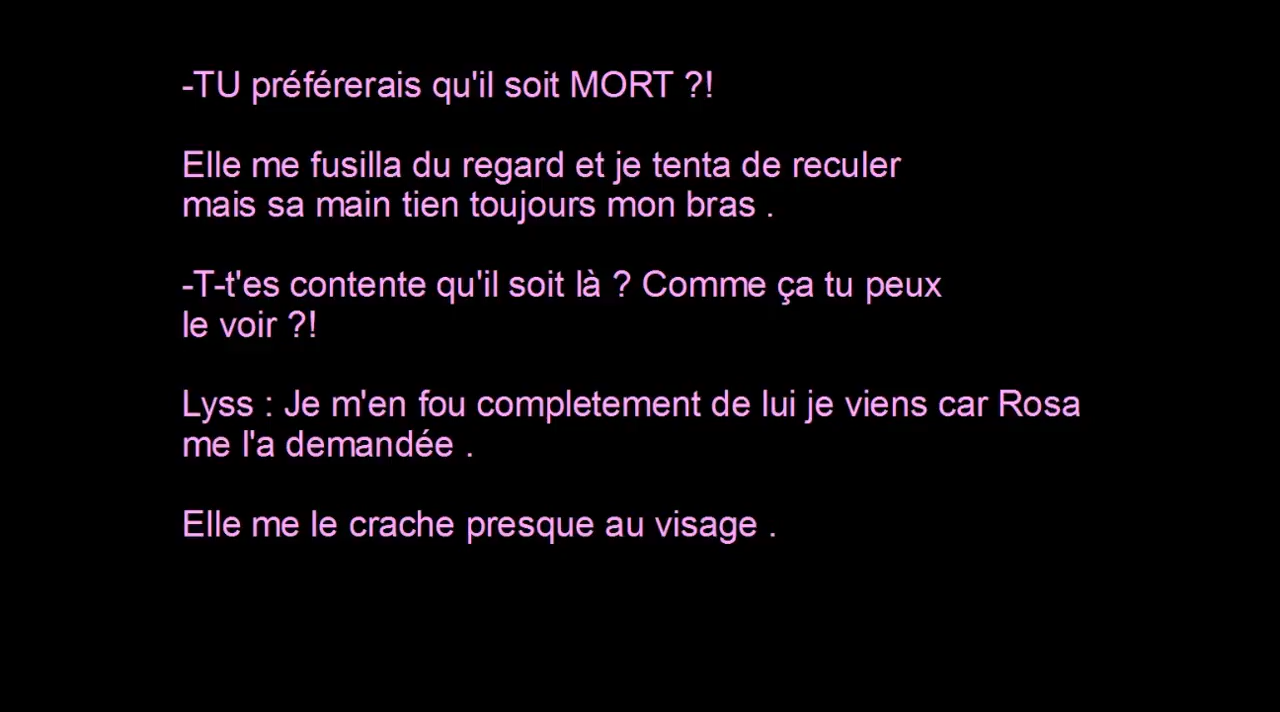 -TU préférerais qu'il soit MORT ?!
Elle me fusilla du regard et je tenta de reculer
mais sa main tien toujours mon bras .
-T-t'es contente qu'il soit là ? Comme ça tu peux
le voir ?!
Lyss : Je m'en fou completement de lui je viens car Rosa
me l'a demandée .
Elle me le crache presque au visage .